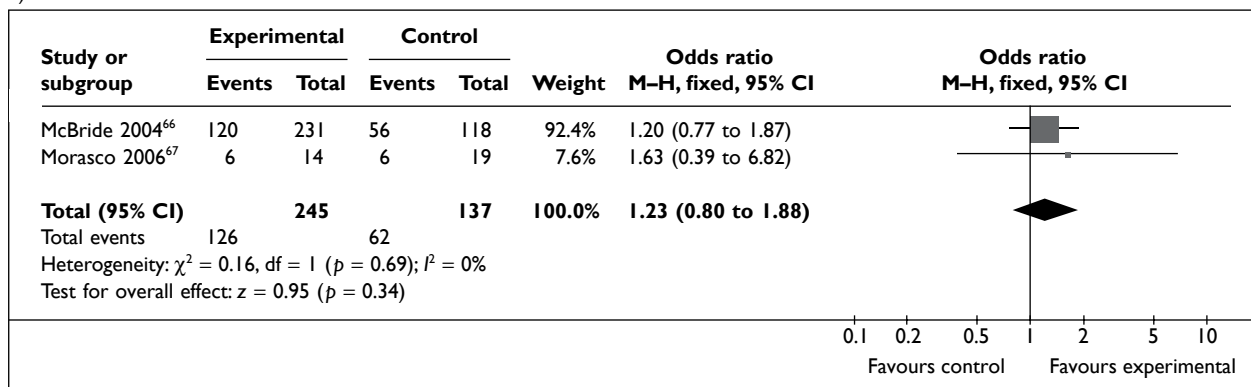 Experimental Control
Study or subgroup Events Total Events Total Weight Odds ratio M–H, fixed, 95% CI Odds ratio M–H, fixed, 95% CI
McBride 2004⁶⁶ 120 231 56 118 92.4% 1.20 (0.77 to 1.87)
Morasco 2006⁶⁷ 6 14 6 19 7.6% 1.63 (0.39 to 6.82)
Total (95% CI) 245 137 100.0% 1.23 (0.80 to 1.88)
Total events 126 62
Heterogeneity: χ² = 0.16, df = 1 (p = 0.69); I² = 0%
Test for overall effect: z = 0.95 (p = 0.34)
0.1 0.2 0.5 1 2 5 10
Favours control Favours experimental